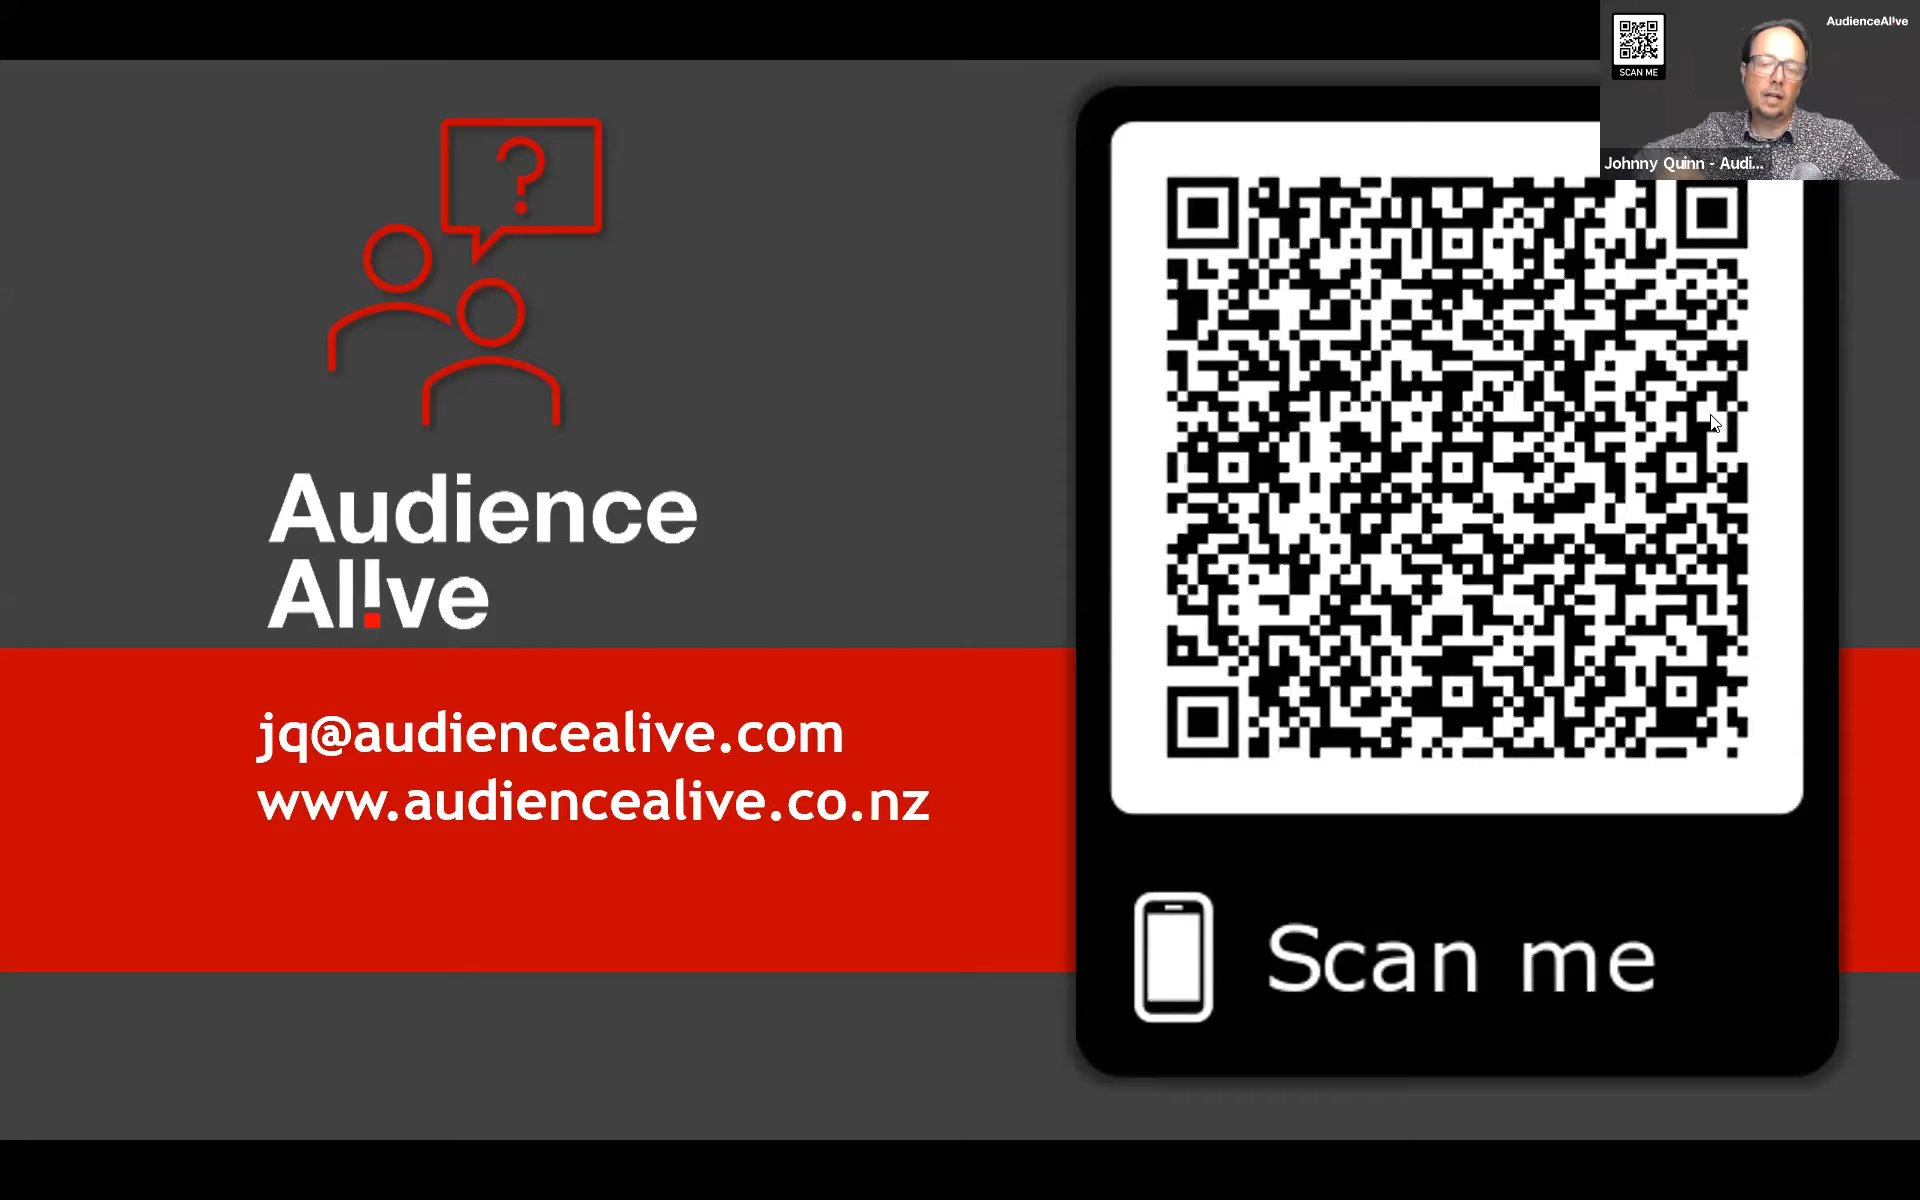 SCAN ME
AudienceAl!ve
Johnny Quinn - Audi...
?
Audience
Al!ve
jq@audiencealive.com
www.audiencealive.co.nz
Scan me